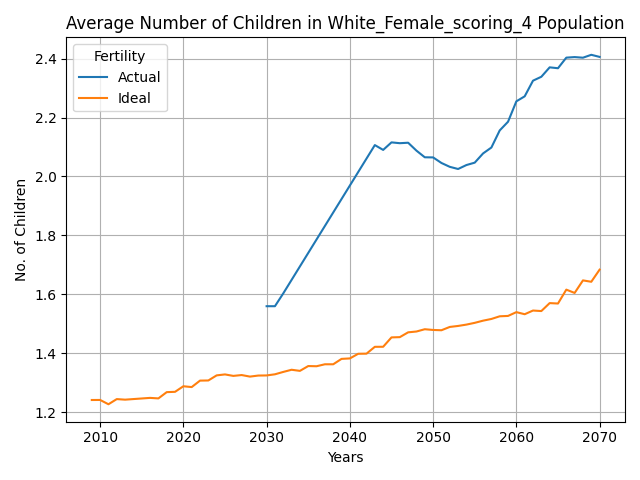 Average Number of Children in White_Female_scoring_4 Population
Fertility
Actual
Ideal
No. of Children
2.4
2.2
2.0
1.8
1.6
1.4
1.2
2010 2020 2030 2040 2050 2060 2070
Years